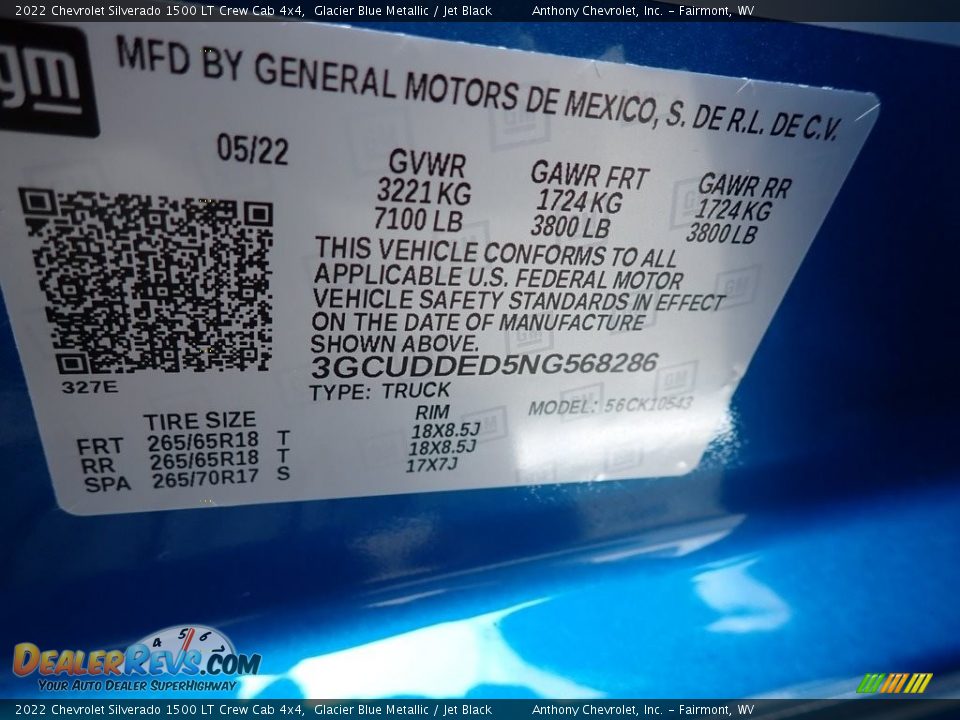 2022 Chevrolet Silverado 1500 LT Crew Cab 4x4, Glacier Blue Metallic / Jet Black Anthony Chevrolet, Inc. - Fairmont, WV
gm
MFD BY GENERAL MOTORS DE MEXICO, S. DE R.L. DE C.V.
05/22
GVWR GAWR FRT GAWR RR
3221 KG 1724 KG 1724 KG
7100 LB 3800 LB 3800 LB
THIS VEHICLE CONFORMS TO ALL
APPLICABLE U.S. FEDERAL MOTOR
VEHICLE SAFETY STANDARDS IN EFFECT
ON THE DATE OF MANUFACTURE
SHOWN ABOVE.
3GCUDDED5NG568286
327E
TYPE: TRUCK MODEL: 56CK10543
TIRE SIZE RIM
FRT 265/65R18 T 18X8.5J
RR 265/65R18 T 18X8.5J
SPA 265/70R17 S 17X7J
4 5 6
DEALERREVS.COM
YOUR AUTO DEALER SUPERHIGHWAY
2022 Chevrolet Silverado 1500 LT Crew Cab 4x4, Glacier Blue Metallic / Jet Black Anthony Chevrolet, Inc. - Fairmont, WV